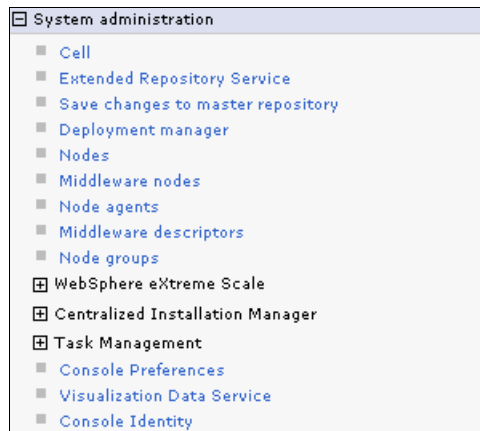 System administration
Cell
Extended Repository Service
Save changes to master repository
Deployment manager
Nodes
Middleware nodes
Node agents
Middleware descriptors
Node groups
WebSphere eXtreme Scale
Centralized Installation Manager
Task Management
Console Preferences
Visualization Data Service
Console Identity